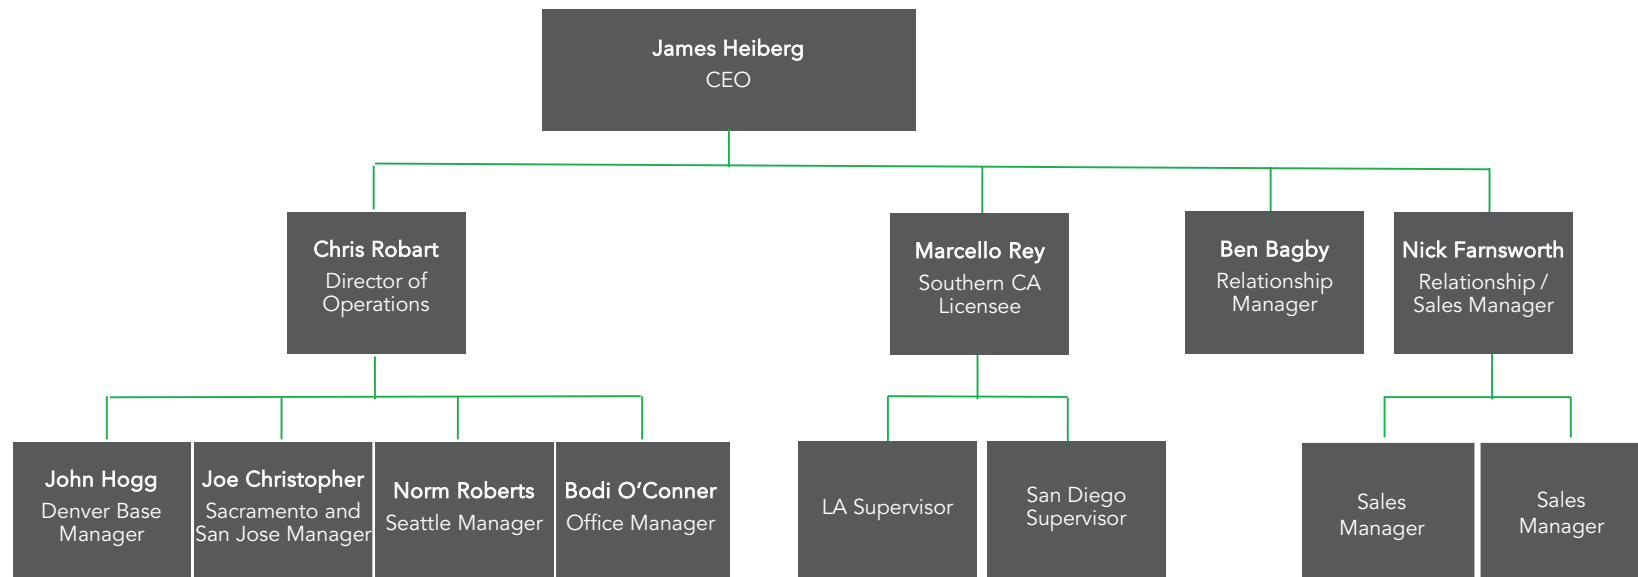 James Heiberg
CEO
Chris Robart
Director of
Operations
Marcello Rey
Southern CA
Licensee
Ben Bagby
Relationship
Manager
Nick Farnsworth
Relationship /
Sales Manager
John Hogg
Denver Base
Manager
Joe Christopher
Sacramento and
San Jose Manager
Norm Roberts
Seattle Manager
Bodi O’Conner
Office Manager
LA Supervisor
San Diego
Supervisor
Sales
Manager
Sales
Manager